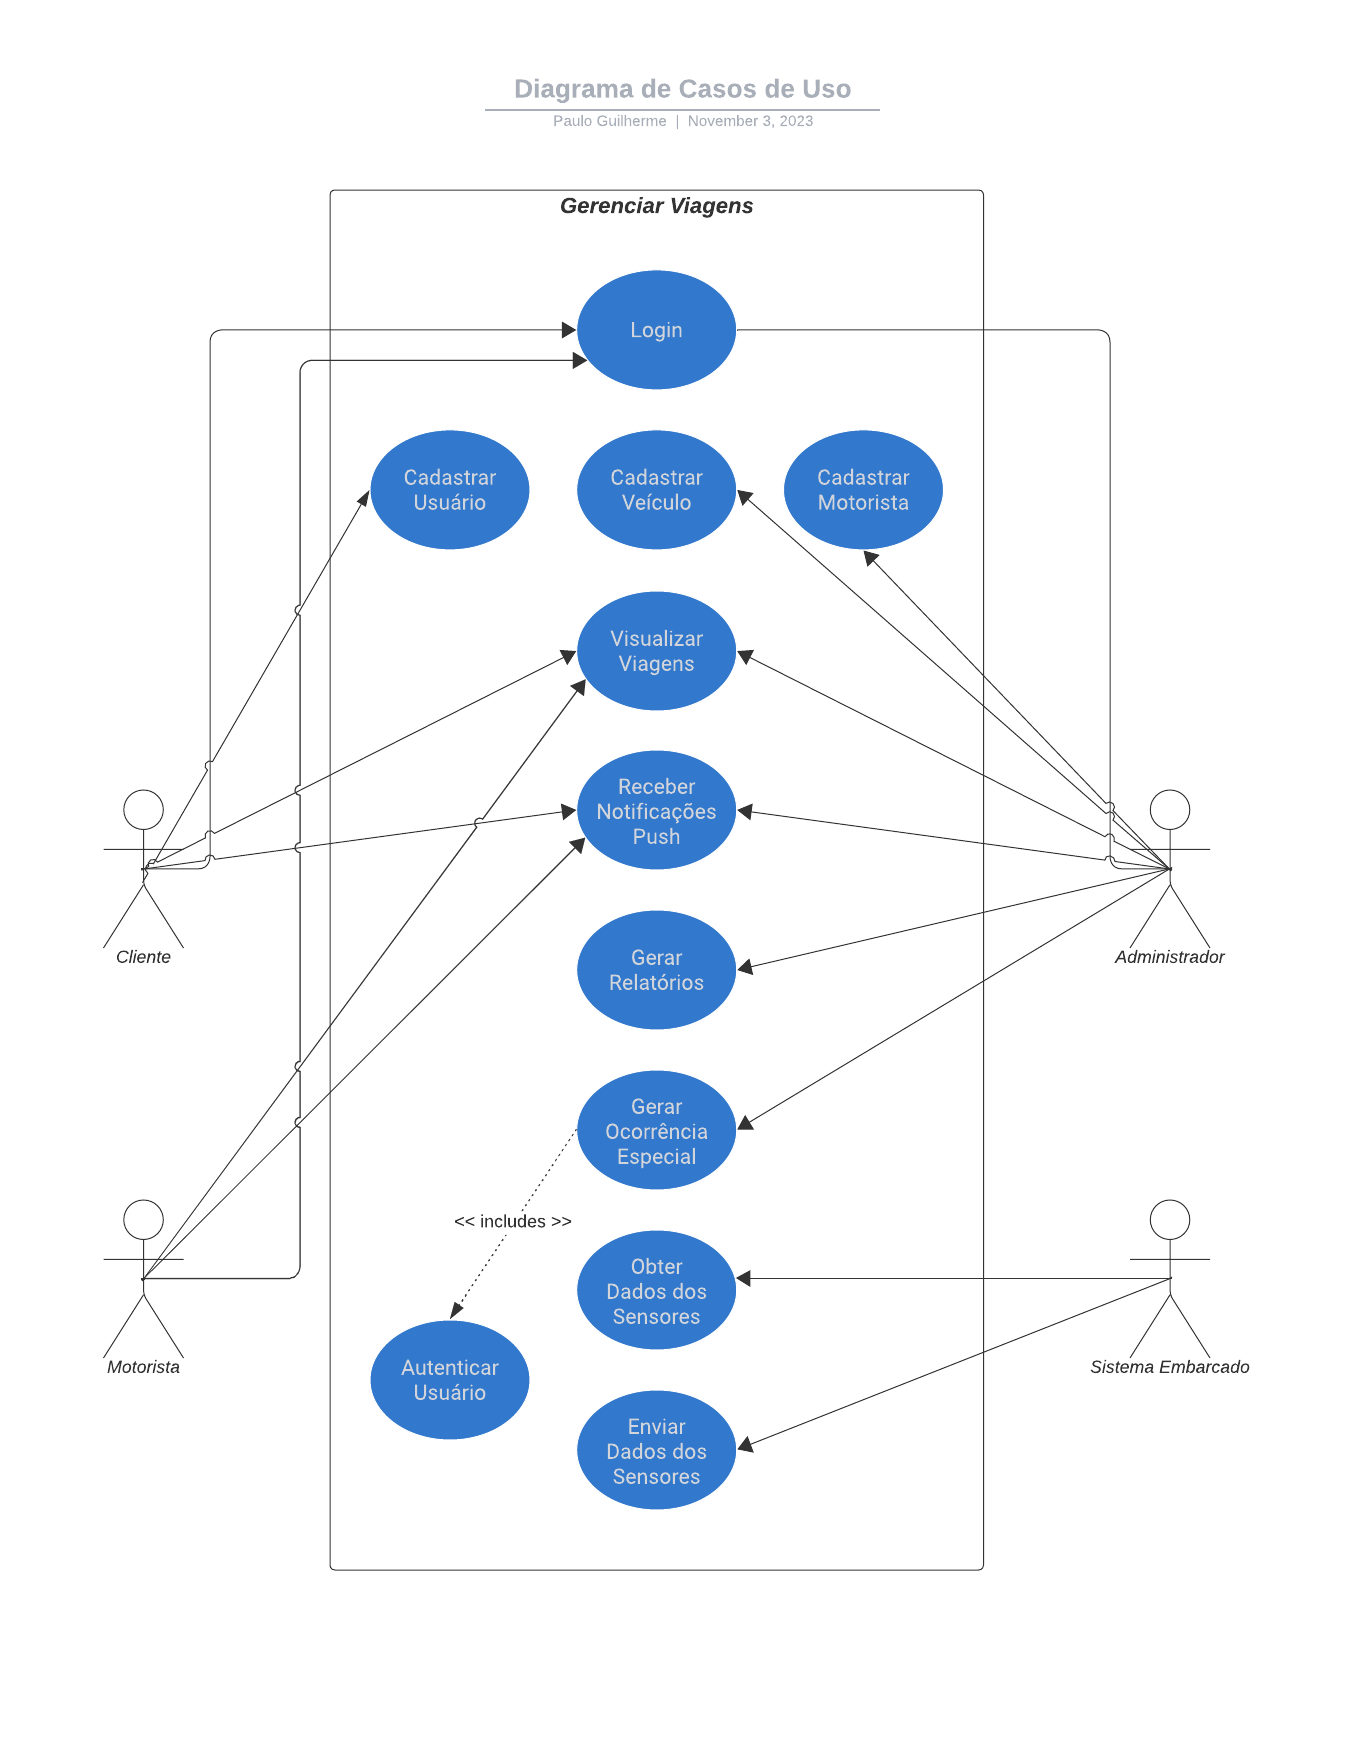 Diagrama de Casos de Uso
Paulo Guilherme | November 3, 2023
Gerenciar Viagens
Login
Cadastrar
Usuário
Cadastrar
Veículo
Cadastrar
Motorista
Visualizar
Viagens
Receber
Notificações
Push
Cliente
Administrador
Gerar
Relatórios
Gerar
Ocorrência
Especial
<< includes >>
Obter
Dados dos
Sensores
Motorista
Sistema Embarcado
Autenticar
Usuário
Enviar
Dados dos
Sensores